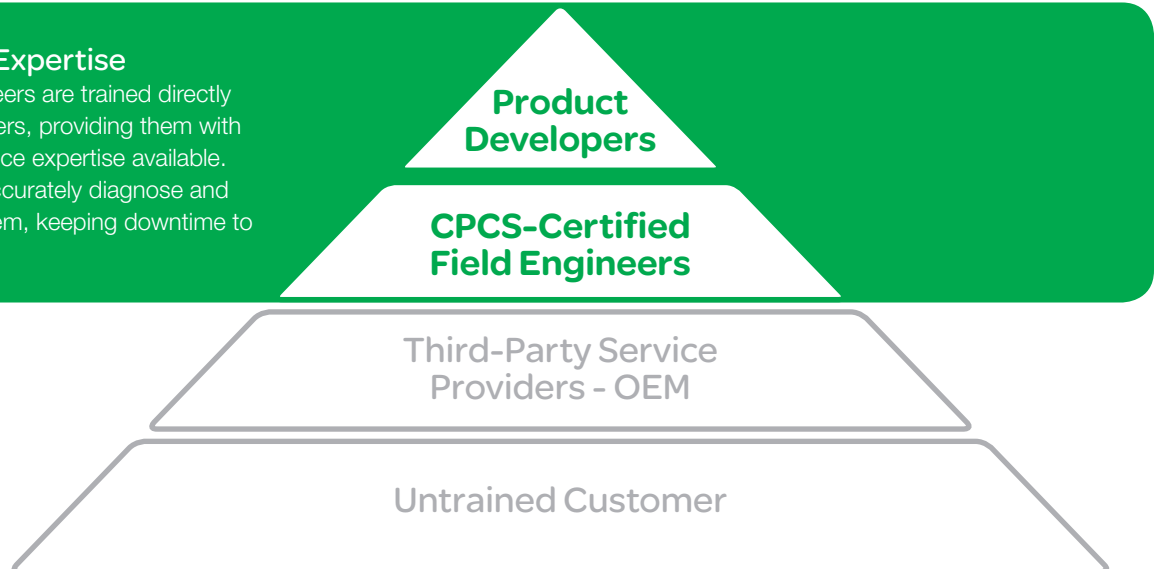 Expertise
eers are trained directly
ers, providing them with
ce expertise available.
ccurately diagnose and
em, keeping downtime to
Product
Developers
CPCS-Certified
Field Engineers
Third-Party Service
Providers - OEM
Untrained Customer